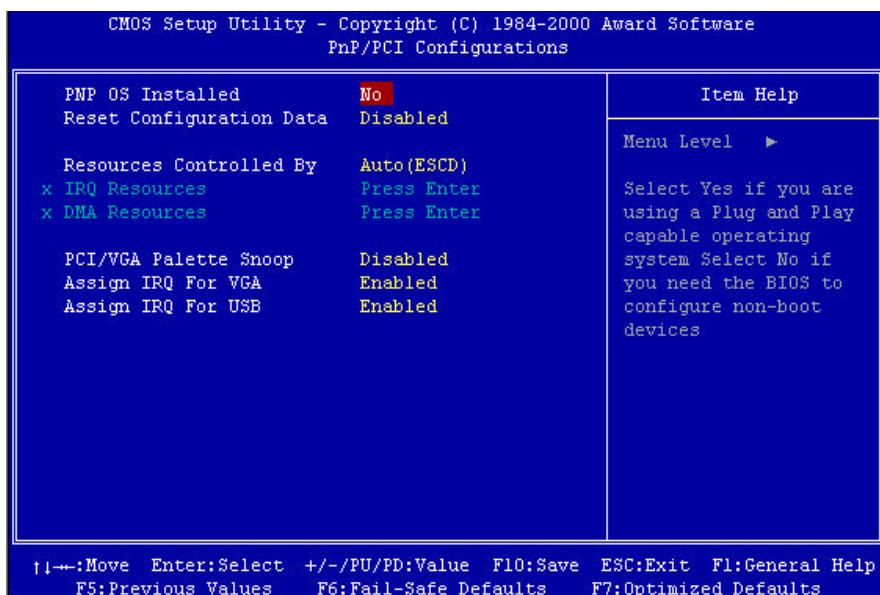 CMOS Setup Utility - Copyright (C) 1984-2000 Award Software
PnP/PCI Configurations
PNP OS Installed No
Reset Configuration Data Disabled
Resources Controlled By Auto(ESCD)
x IRQ Resources Press Enter
x DMA Resources Press Enter
PCI/VGA Palette Snoop Disabled
Assign IRQ For VGA Enabled
Assign IRQ For USB Enabled
Item Help
Menu Level ►
Select Yes if you are
using a Plug and Play
capable operating
system Select No if
you need the BIOS to
configure non-boot
devices
↑↓→←:Move Enter:Select +/-/PU/PD:Value F10:Save ESC:Exit F1:General Help
F5:Previous Values F6:Fail-Safe Defaults F7:Optimized Defaults